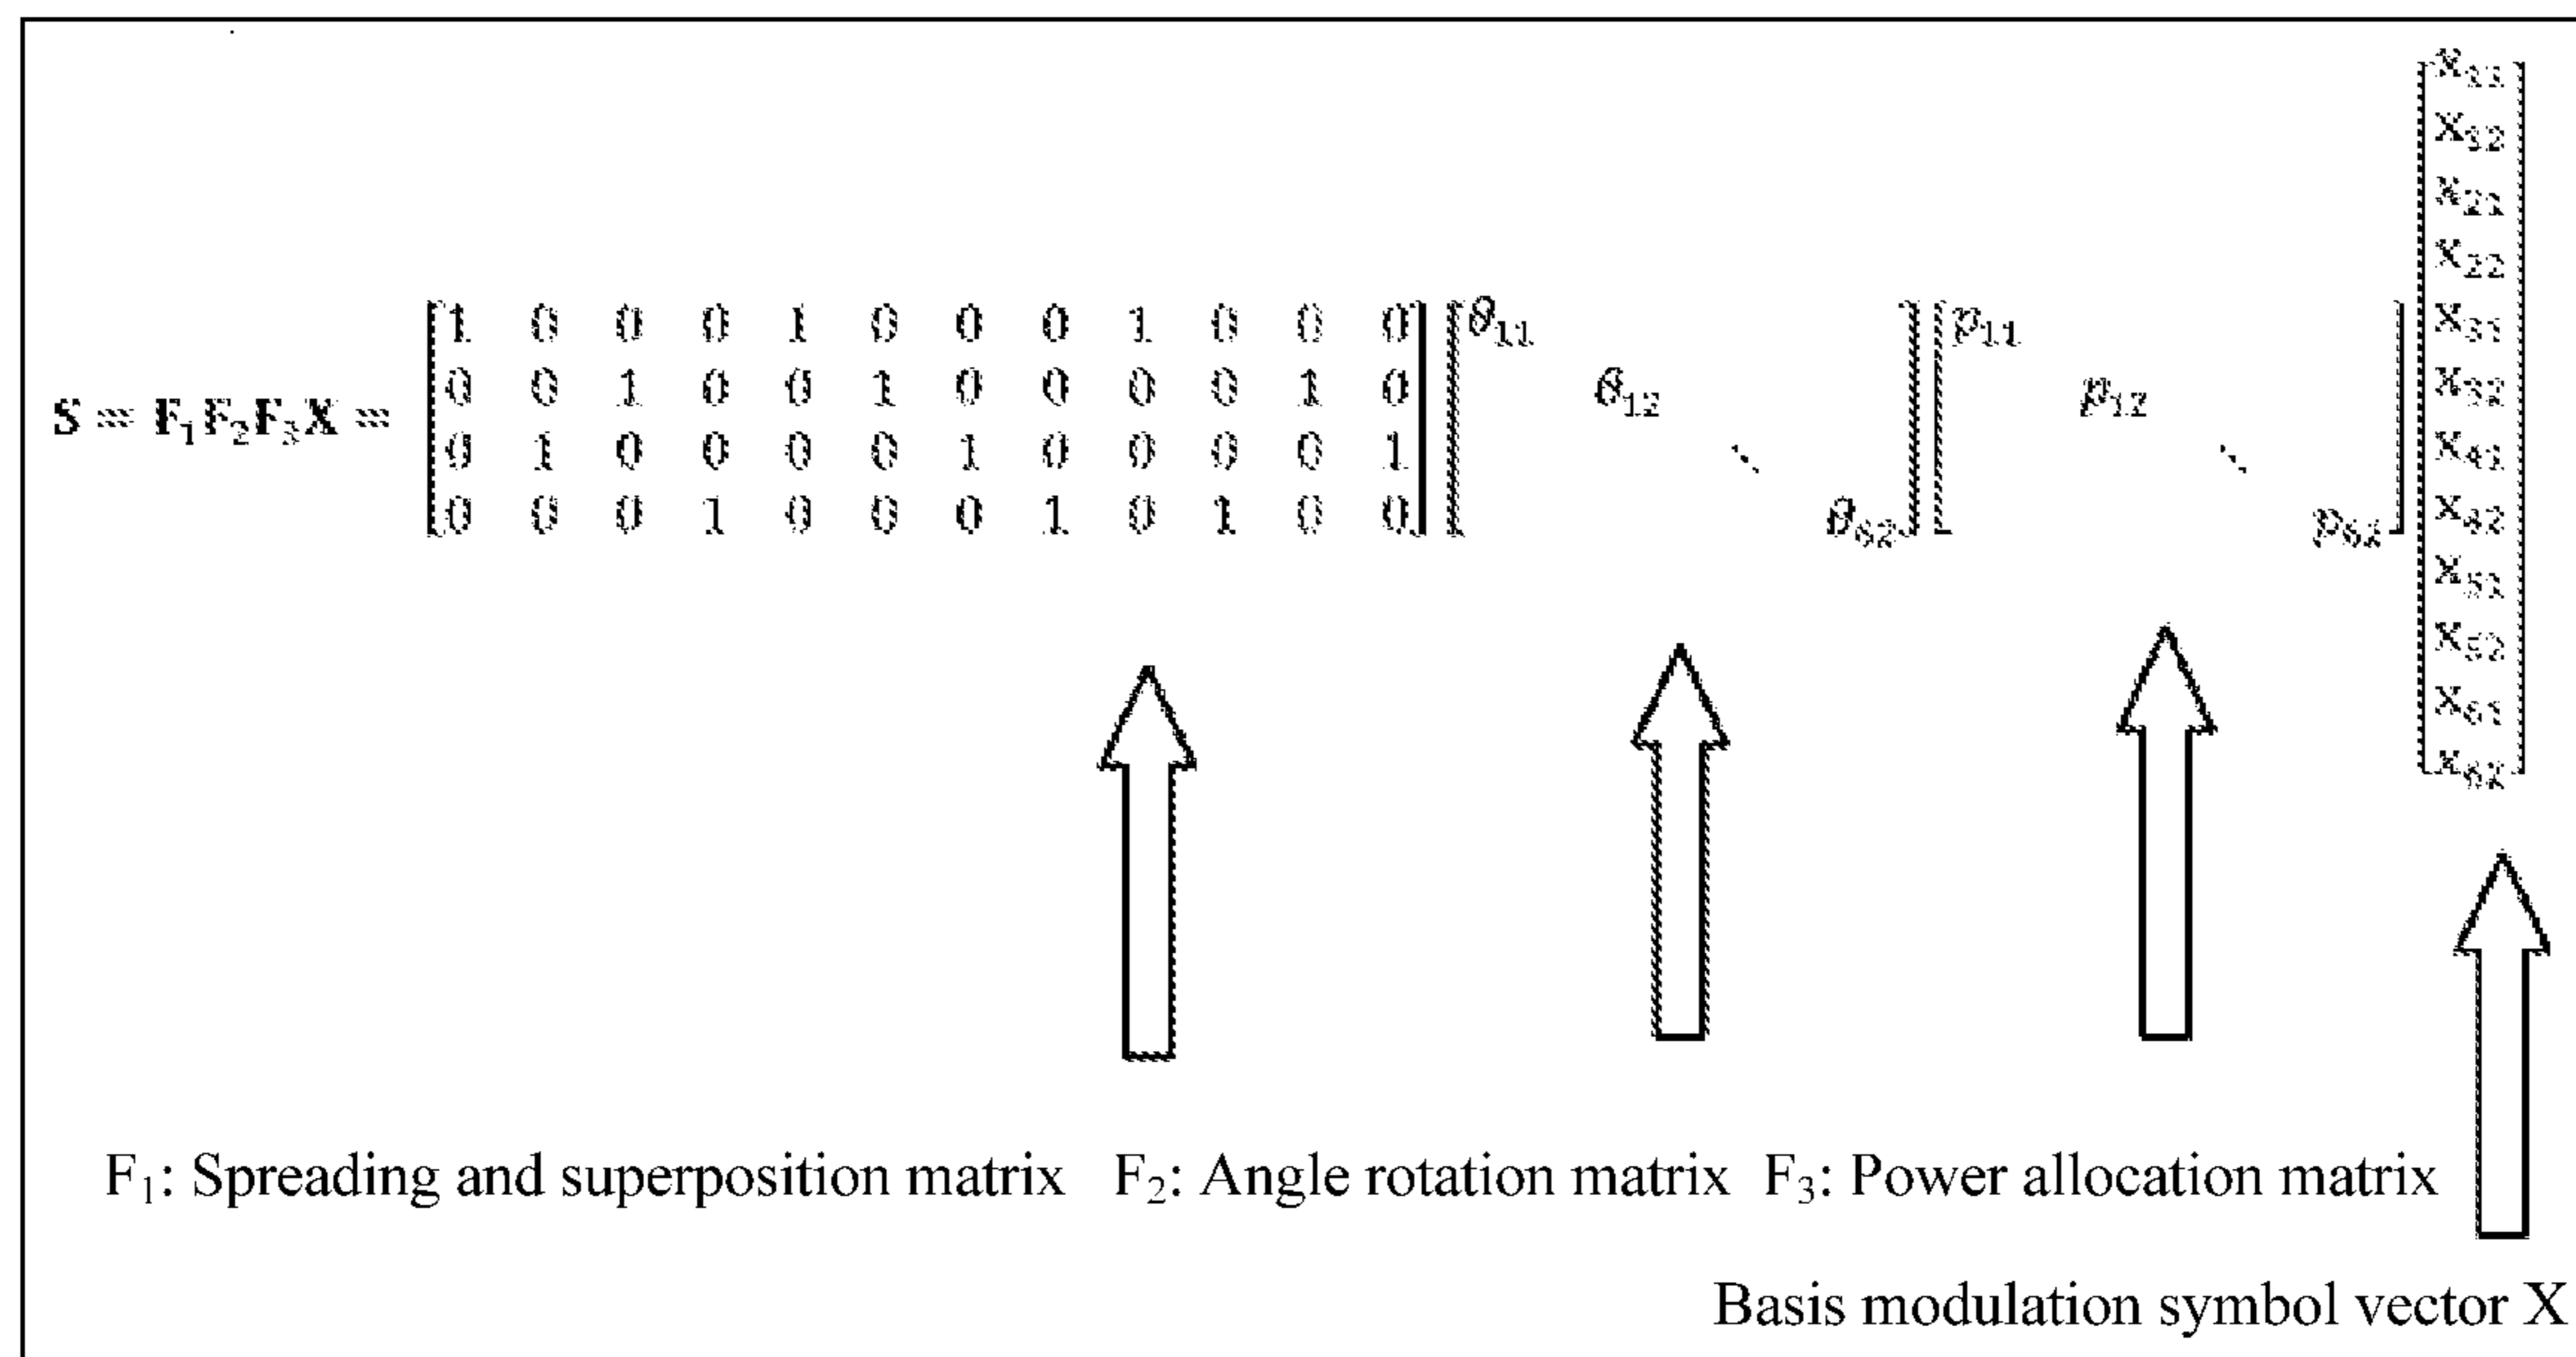 S = F₁F₂F₃X =
1 0 0 0 1 0 0 0 1 0 0 0
0 0 1 0 0 1 0 0 0 0 1 0
0 1 0 0 0 0 1 0 0 0 0 1
0 0 0 1 0 0 0 1 0 1 0 0
θ₁₁
θ₁₂
⋱
θ₆₂
p₁₁
p₁₂
⋱
p₆₂
x₁₁
x₁₂
x₂₁
x₂₂
x₃₁
x₃₂
x₄₁
x₄₂
x₅₁
x₅₂
x₆₁
x₆₂
F₁: Spreading and superposition matrix F₂: Angle rotation matrix F₃: Power allocation matrix
Basis modulation symbol vector X